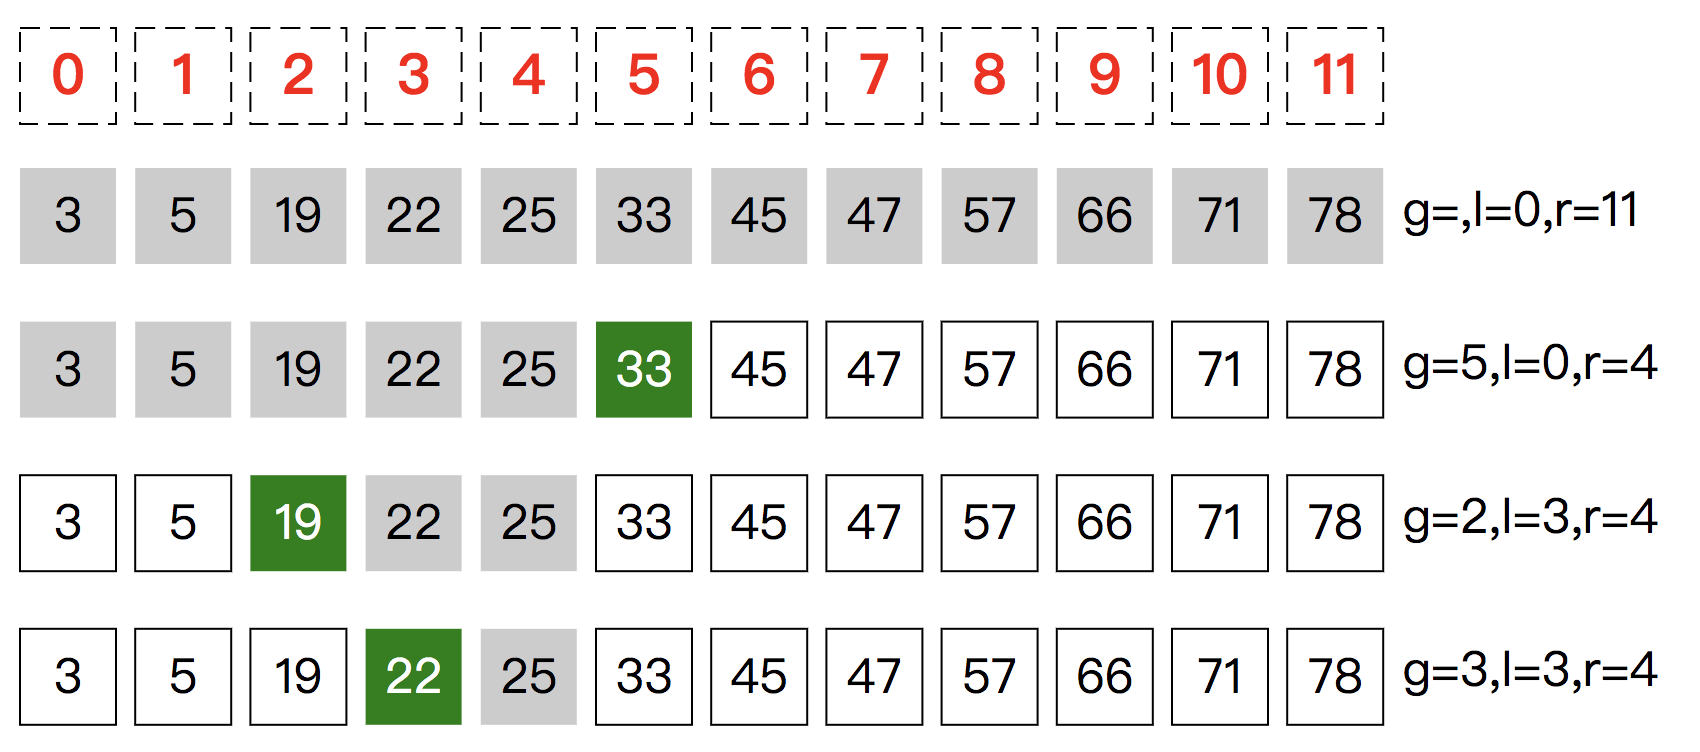 0 1 2 3 4 5 6 7 8 9 10 11
3 5 19 22 25 33 45 47 57 66 71 78 g=,l=0,r=11
3 5 19 22 25 33 45 47 57 66 71 78 g=5,l=0,r=4
3 5 19 22 25 33 45 47 57 66 71 78 g=2,l=3,r=4
3 5 19 22 25 33 45 47 57 66 71 78 g=3,l=3,r=4